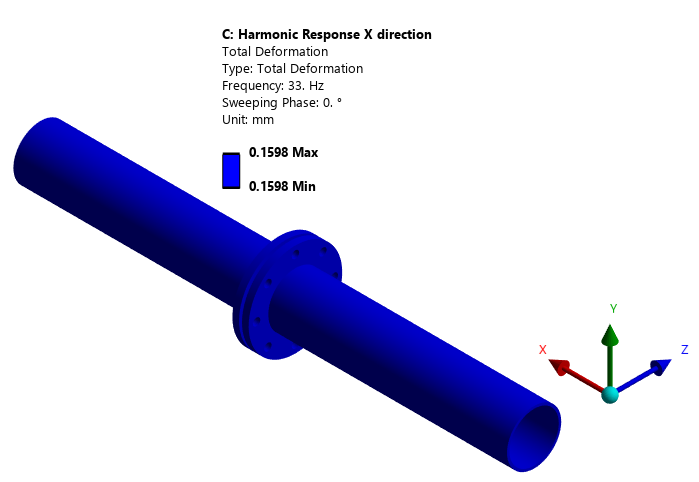 C: Harmonic Response X direction
Total Deformation
Type: Total Deformation
Frequency: 33. Hz
Sweeping Phase: 0. °
Unit: mm
0.1598 Max
0.1598 Min
Y
X
Z